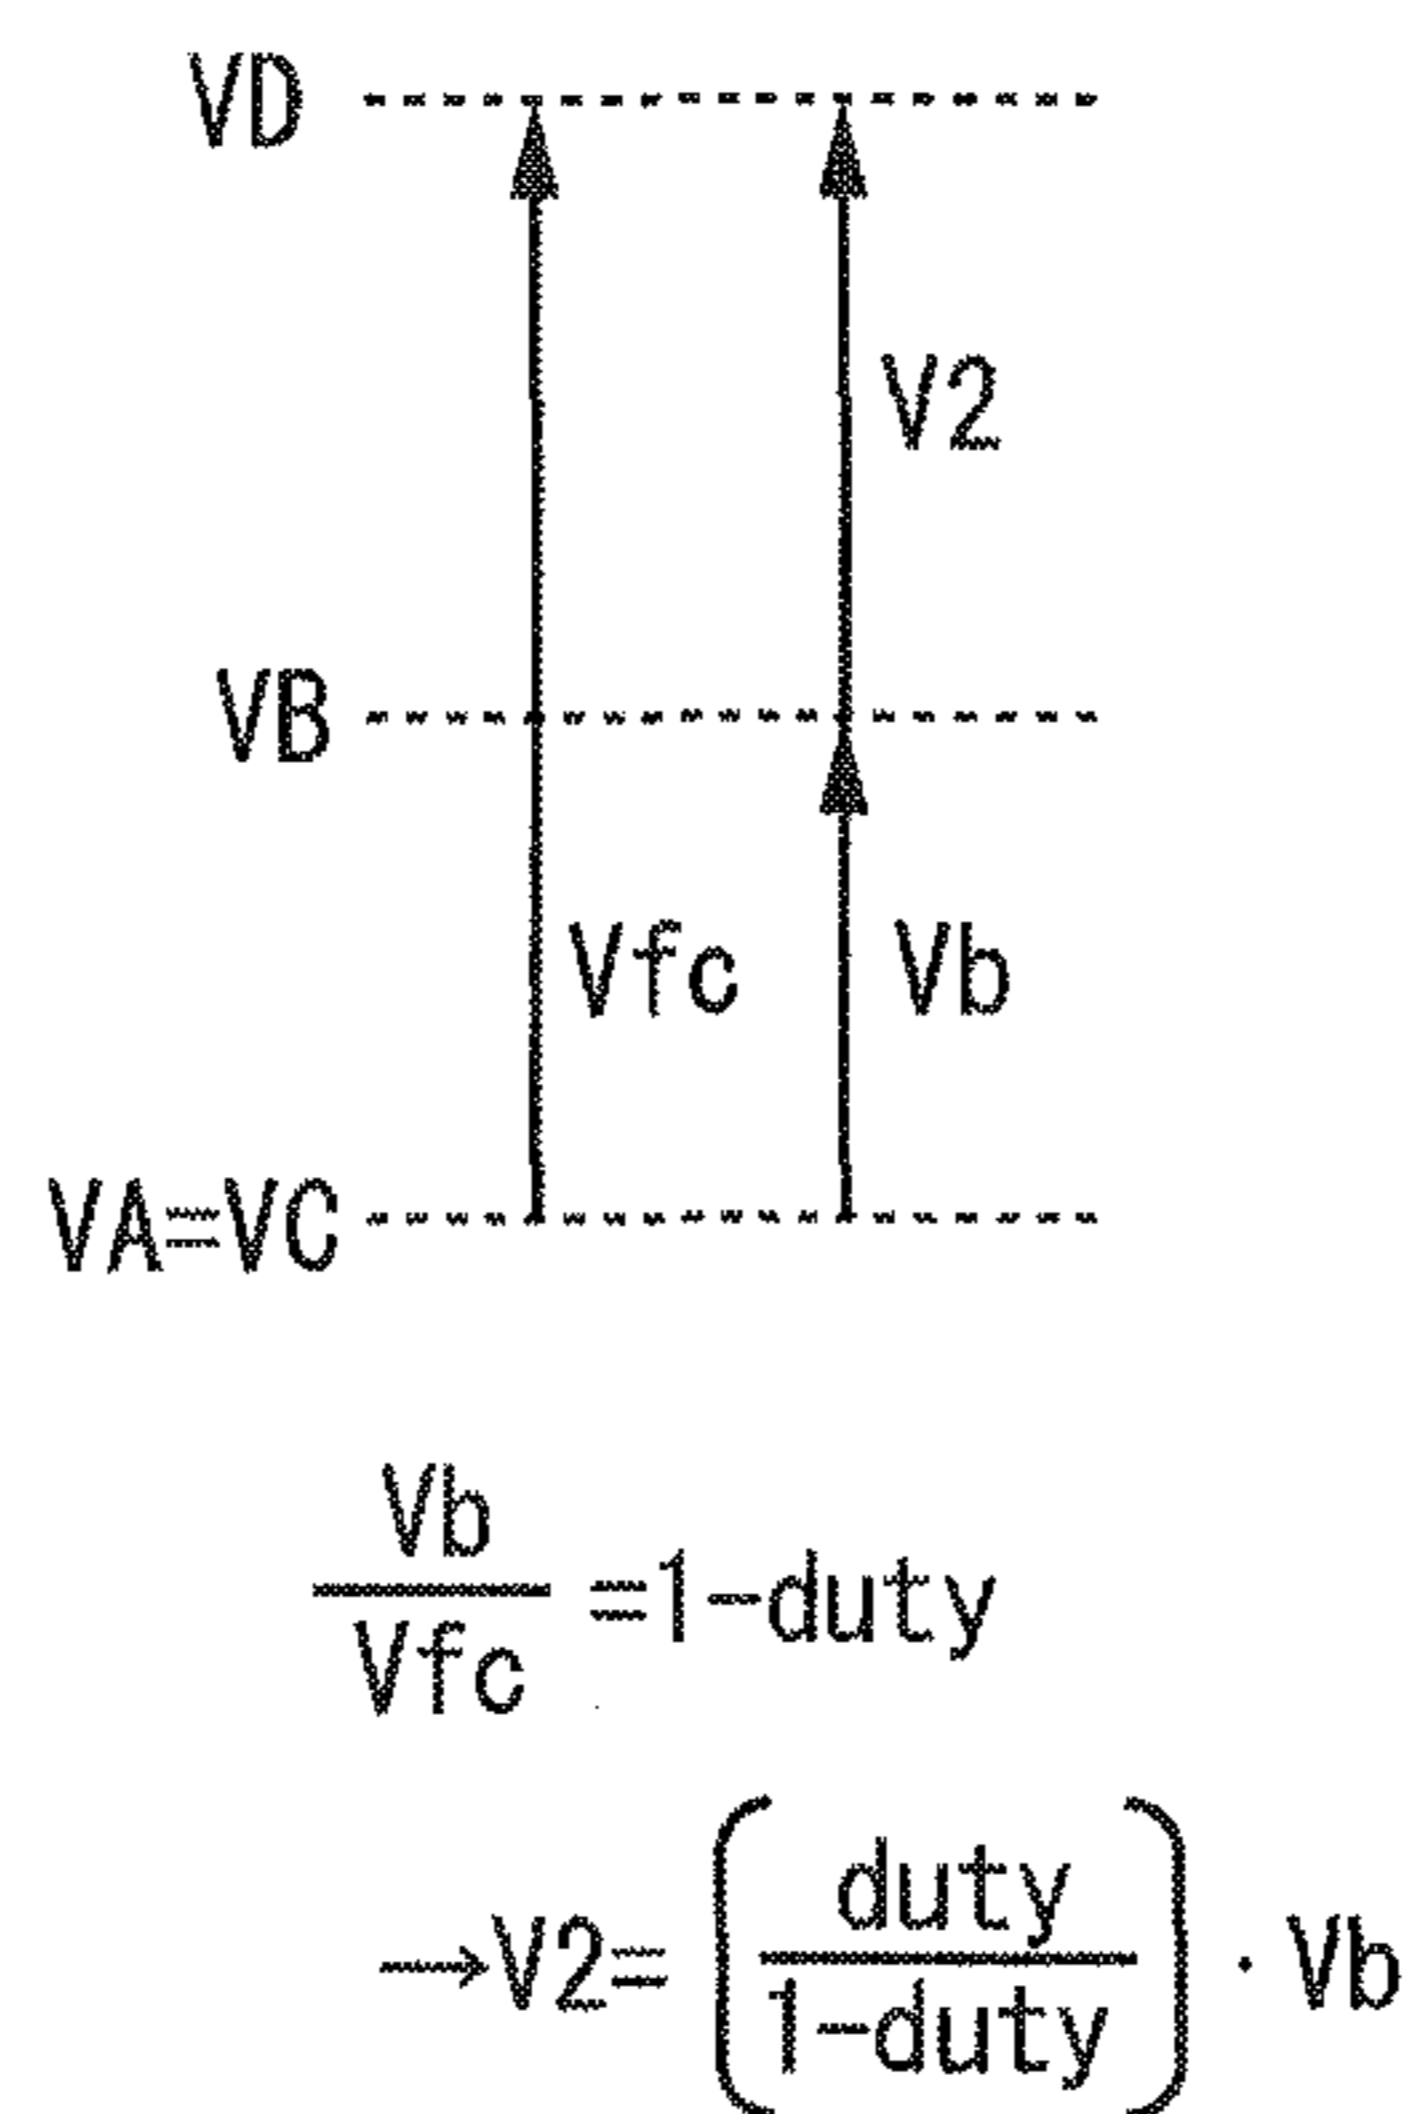 VD
V2
VB
Vfc Vb
VA=VC
Vb
Vfc
=1-duty
→V2= (duty / 1-duty) · Vb